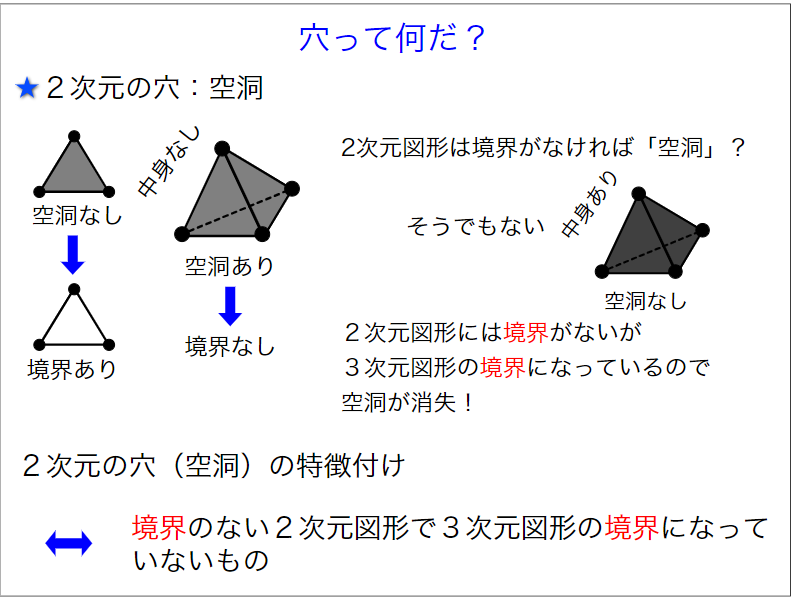 穴って何だ？
★２次元の穴：空洞
中身なし
空洞なし
境界あり
空洞あり
境界なし
2次元図形は境界がなければ「空洞」？
そうでもない
中身あり
空洞なし
２次元図形には境界がないが
３次元図形の境界になっているので
空洞が消失！
２次元の穴（空洞）の特徴付け
境界のない２次元図形で３次元図形の境界になって
いないもの